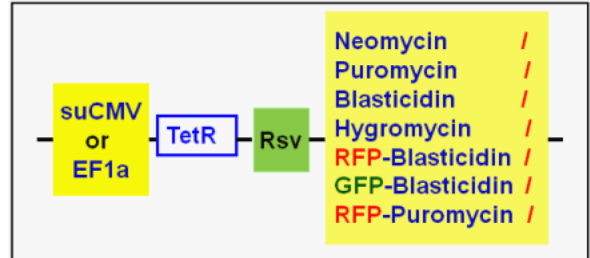 suCMV
or
EF1a
TetR
Rsv
Neomycin /
Puromycin /
Blasticidin /
Hygromycin /
RFP-Blasticidin /
GFP-Blasticidin /
RFP-Puromycin /